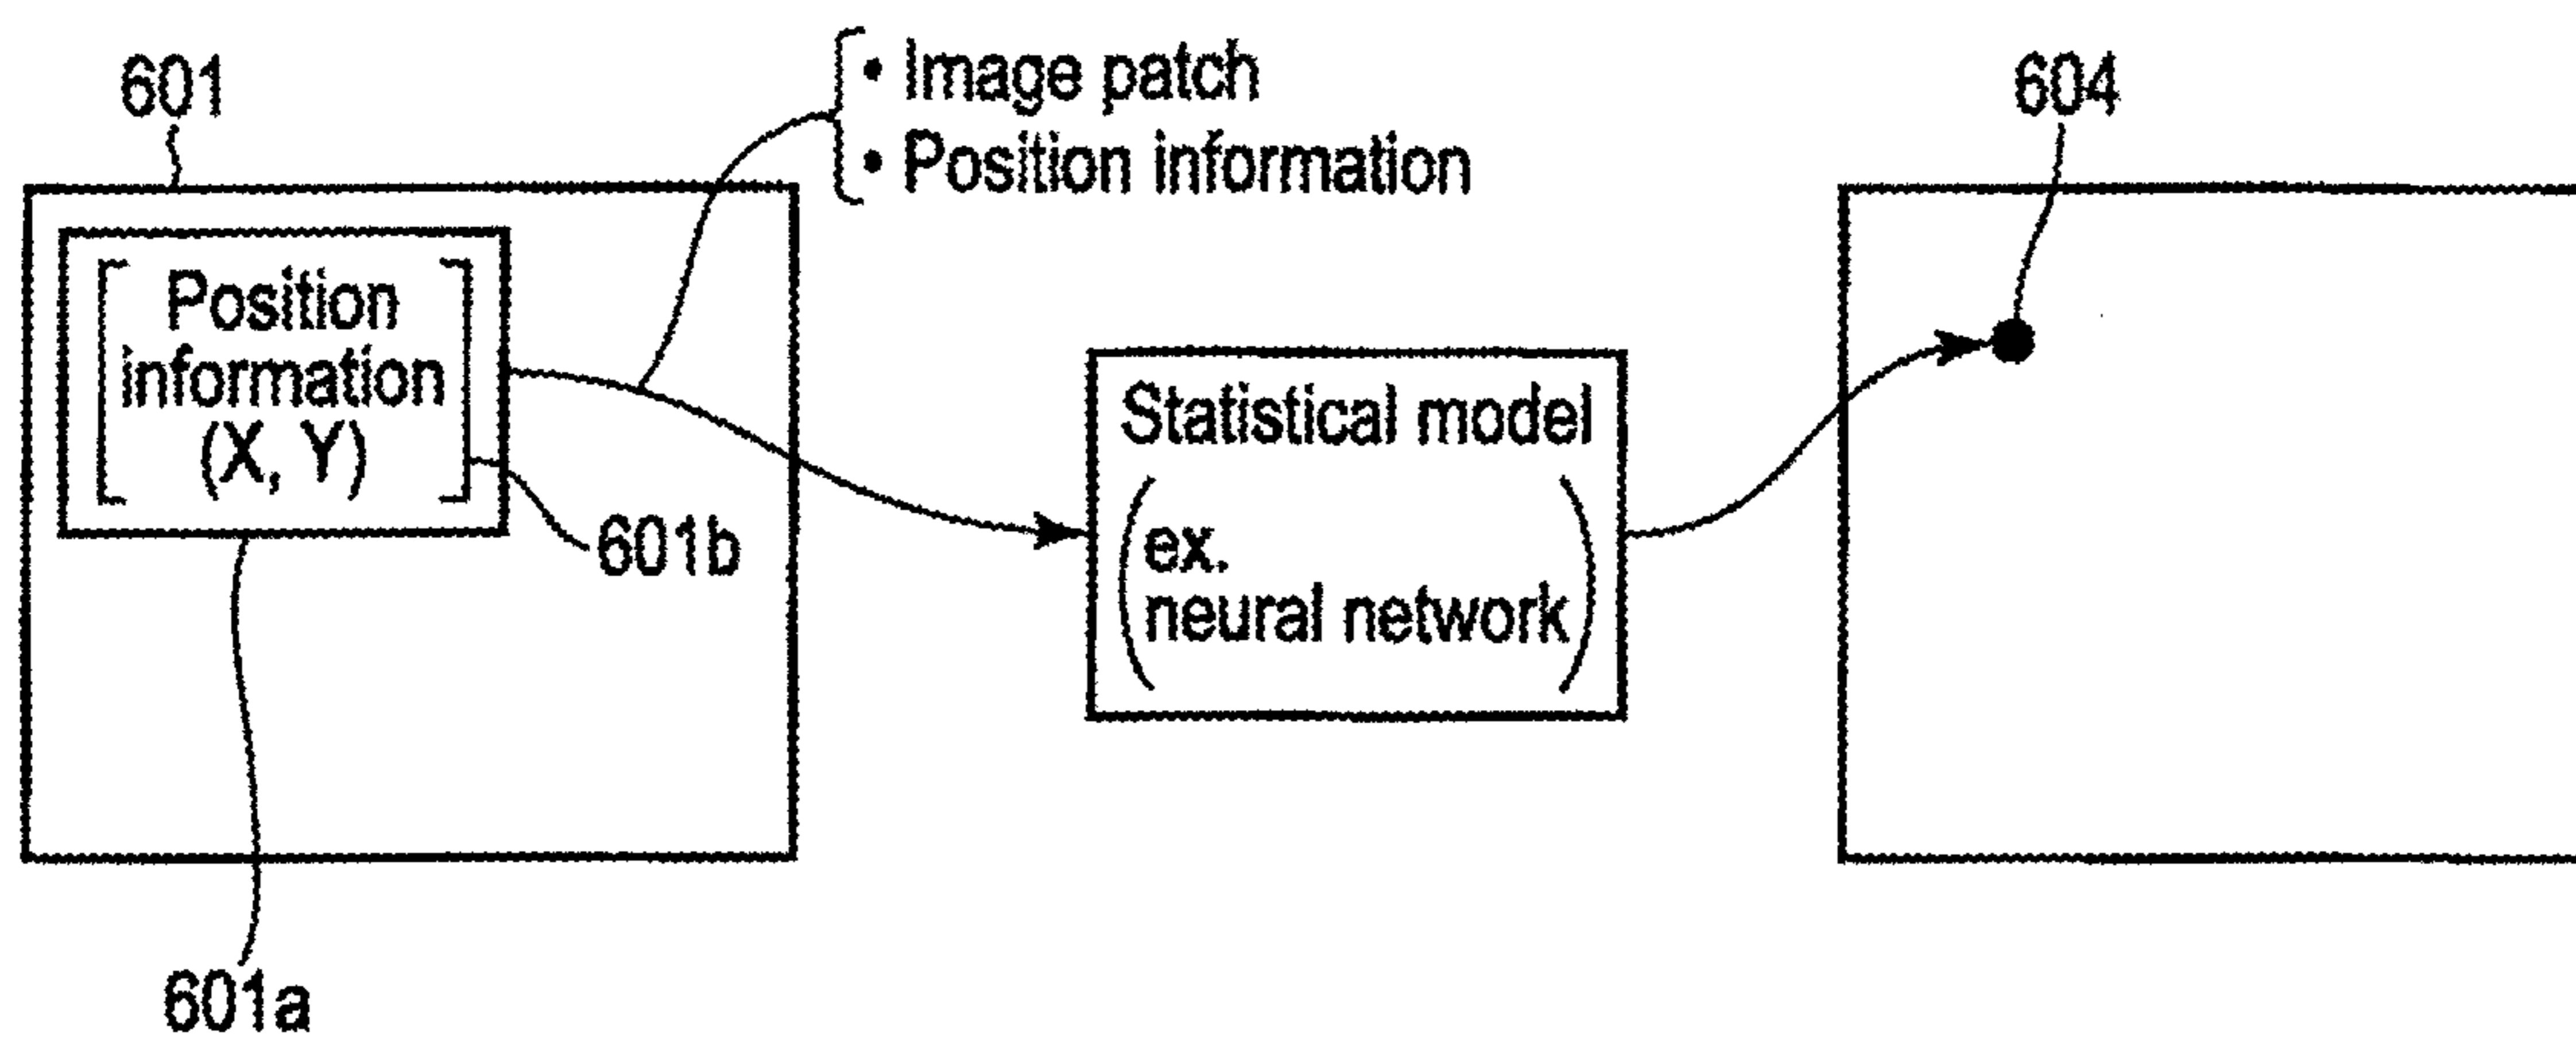 601
• Image patch
• Position information
604
Position
information
(X, Y)
601b
Statistical model
ex.
neural network
601a